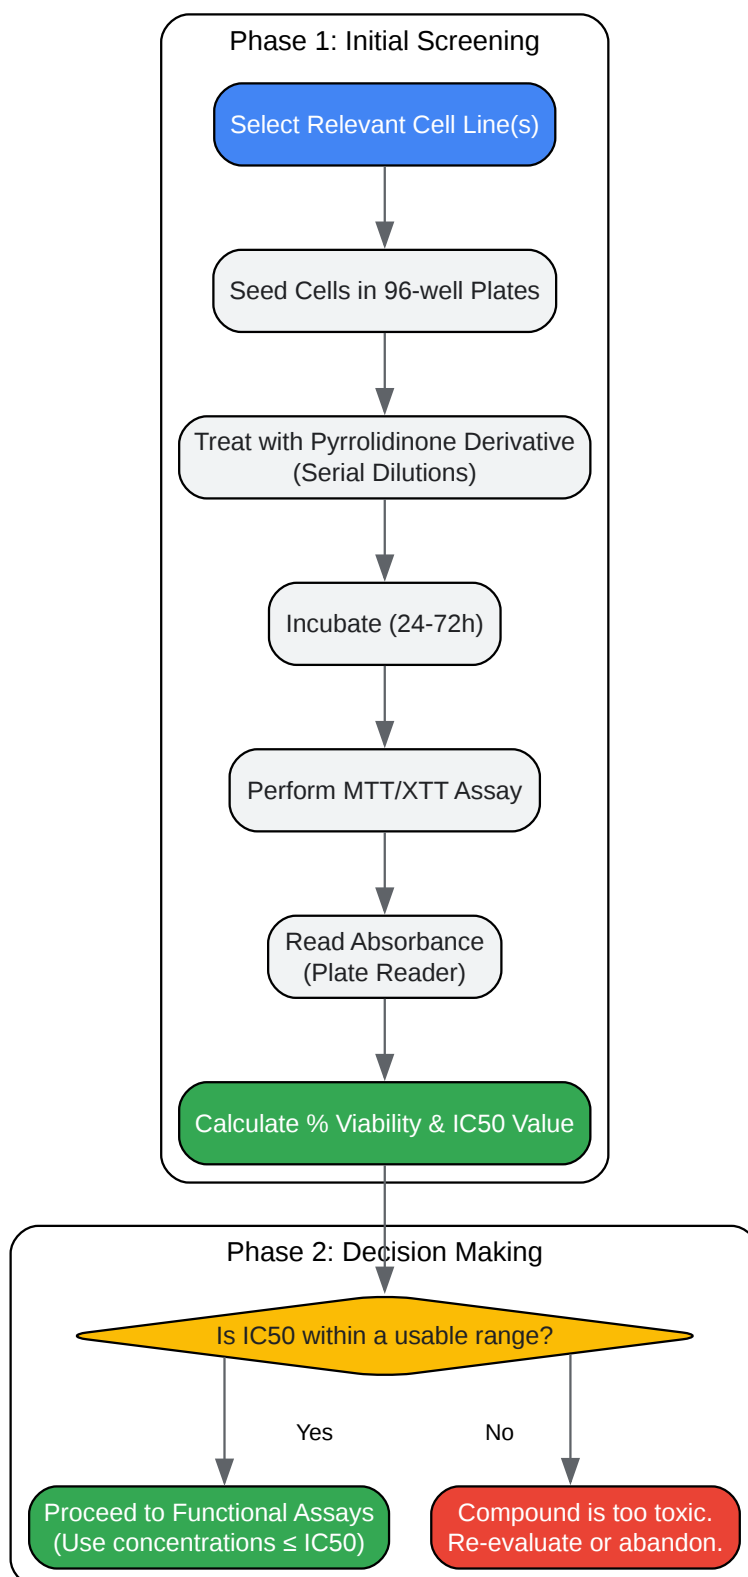 Phase 1: Initial Screening
Select Relevant Cell Line(s)
Seed Cells in 96-well Plates
Treat with Pyrrolidinone Derivative
(Serial Dilutions)
Incubate (24-72h)
Perform MTT/XTT Assay
Read Absorbance
(Plate Reader)
Calculate % Viability & IC50 Value
Phase 2: Decision Making
Is IC50 within a usable range?
Yes
No
Proceed to Functional Assays
(Use concentrations ≤ IC50)
Compound is too toxic.
Re-evaluate or abandon.